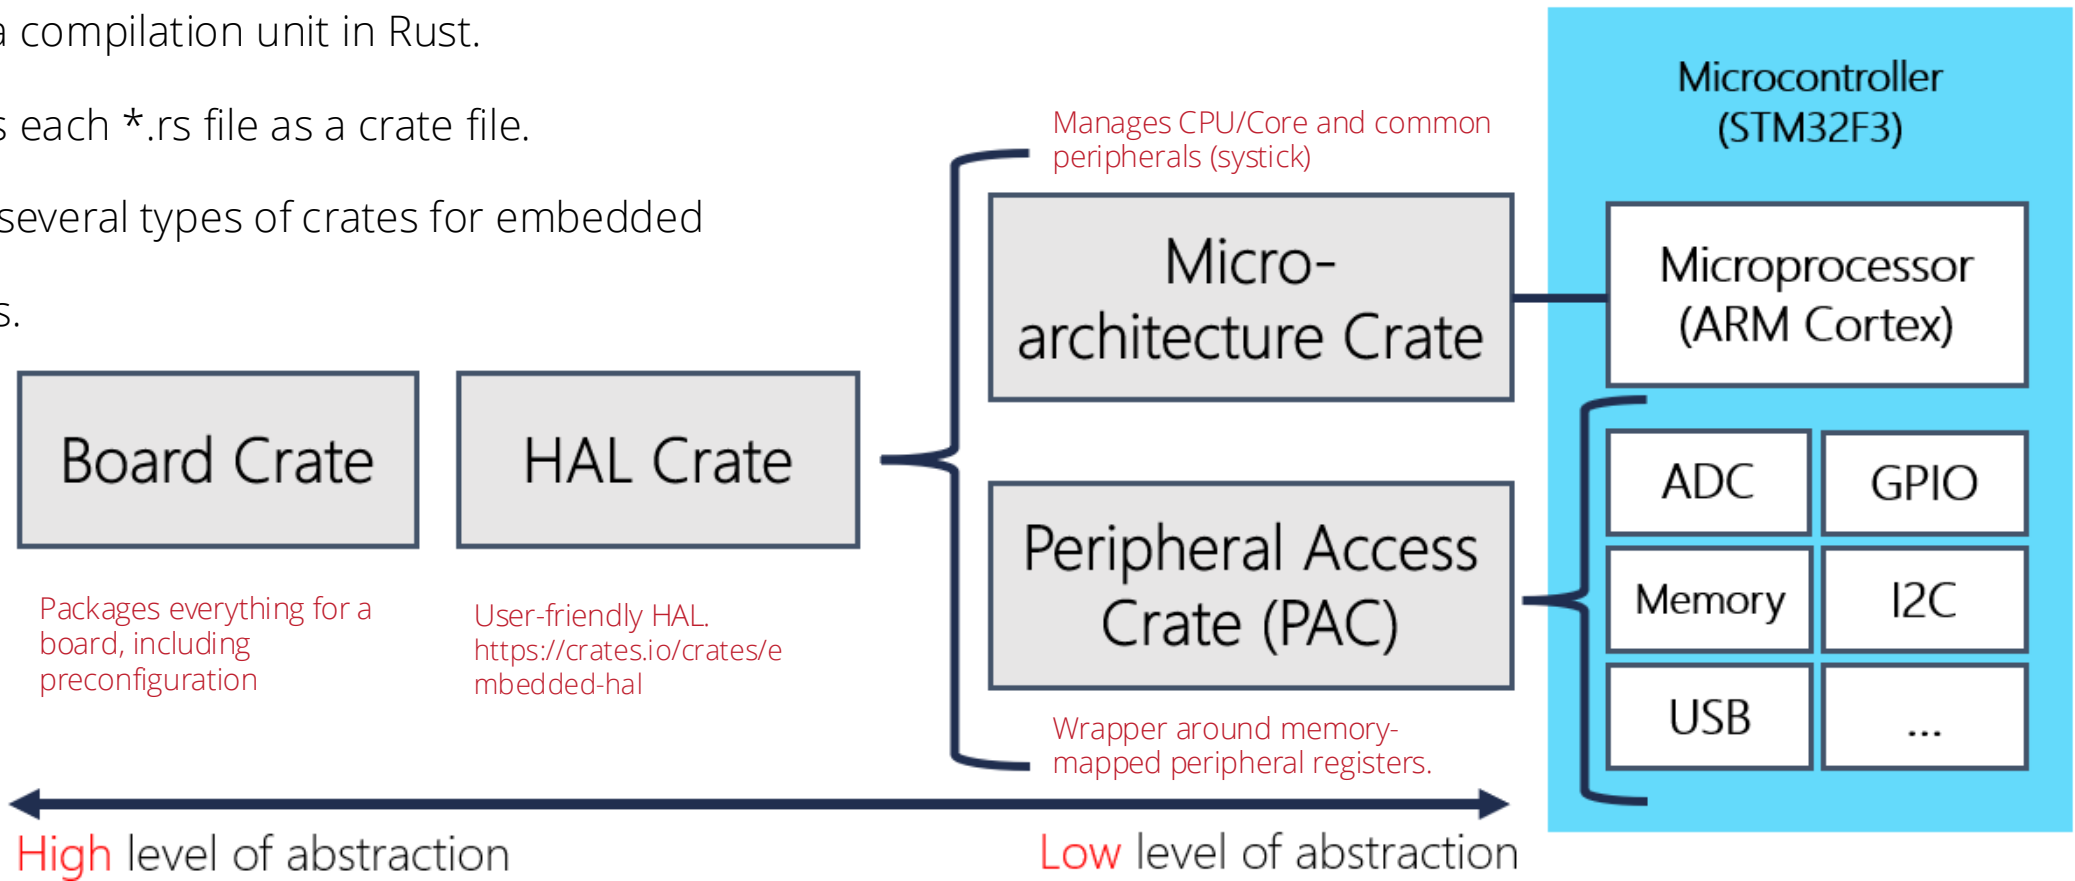 a compilation unit in Rust.
s each *.rs file as a crate file.
several types of crates for embedded
s.
Board Crate
Packages everything for a
board, including
preconfiguration
HAL Crate
User-friendly HAL.
https://crates.io/crates/e
mbedded-hal
Manages CPU/Core and common
peripherals (systick)
Micro-
architecture Crate
Peripheral Access
Crate (PAC)
Wrapper around memory-
mapped peripheral registers.
Microcontroller
(STM32F3)
Microprocessor
(ARM Cortex)
ADC
GPIO
Memory
I2C
USB
...
High level of abstraction
Low level of abstraction